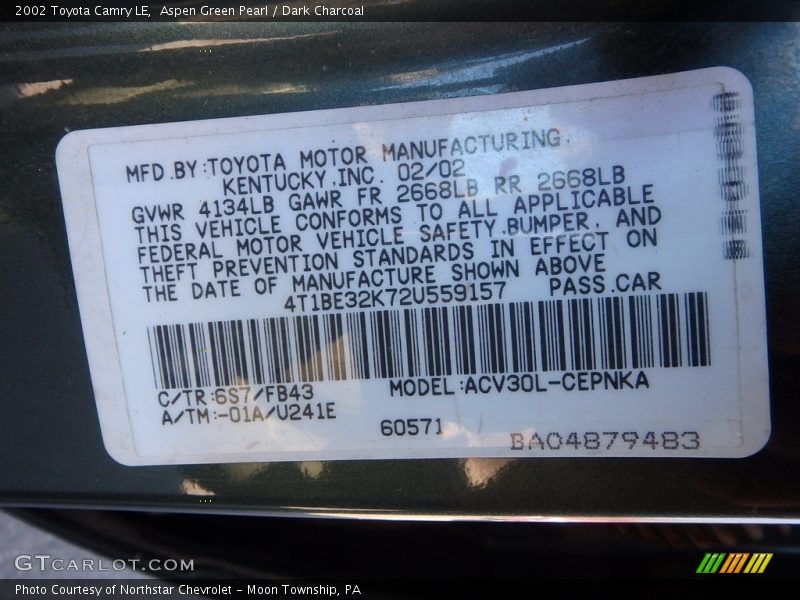 2002 Toyota Camry LE, Aspen Green Pearl / Dark Charcoal
MFD.BY:TOYOTA MOTOR MANUFACTURING
KENTUCKY,INC. 02/02
GVWR 4134LB GAWR FR 2668LB RR 2668LB
THIS VEHICLE CONFORMS TO ALL APPLICABLE
FEDERAL MOTOR VEHICLE SAFETY,BUMPER, AND
THEFT PREVENTION STANDARDS IN EFFECT ON
THE DATE OF MANUFACTURE SHOWN ABOVE
4T1BE32K72U559157 PASS.CAR
C/TR:6S7/FB43 MODEL:ACV30L-CEPNKA
A/TM:-01A/U241E
60571
BA04879483
GTCARLOT.COM
Photo Courtesy of Northstar Chevrolet - Moon Township, PA